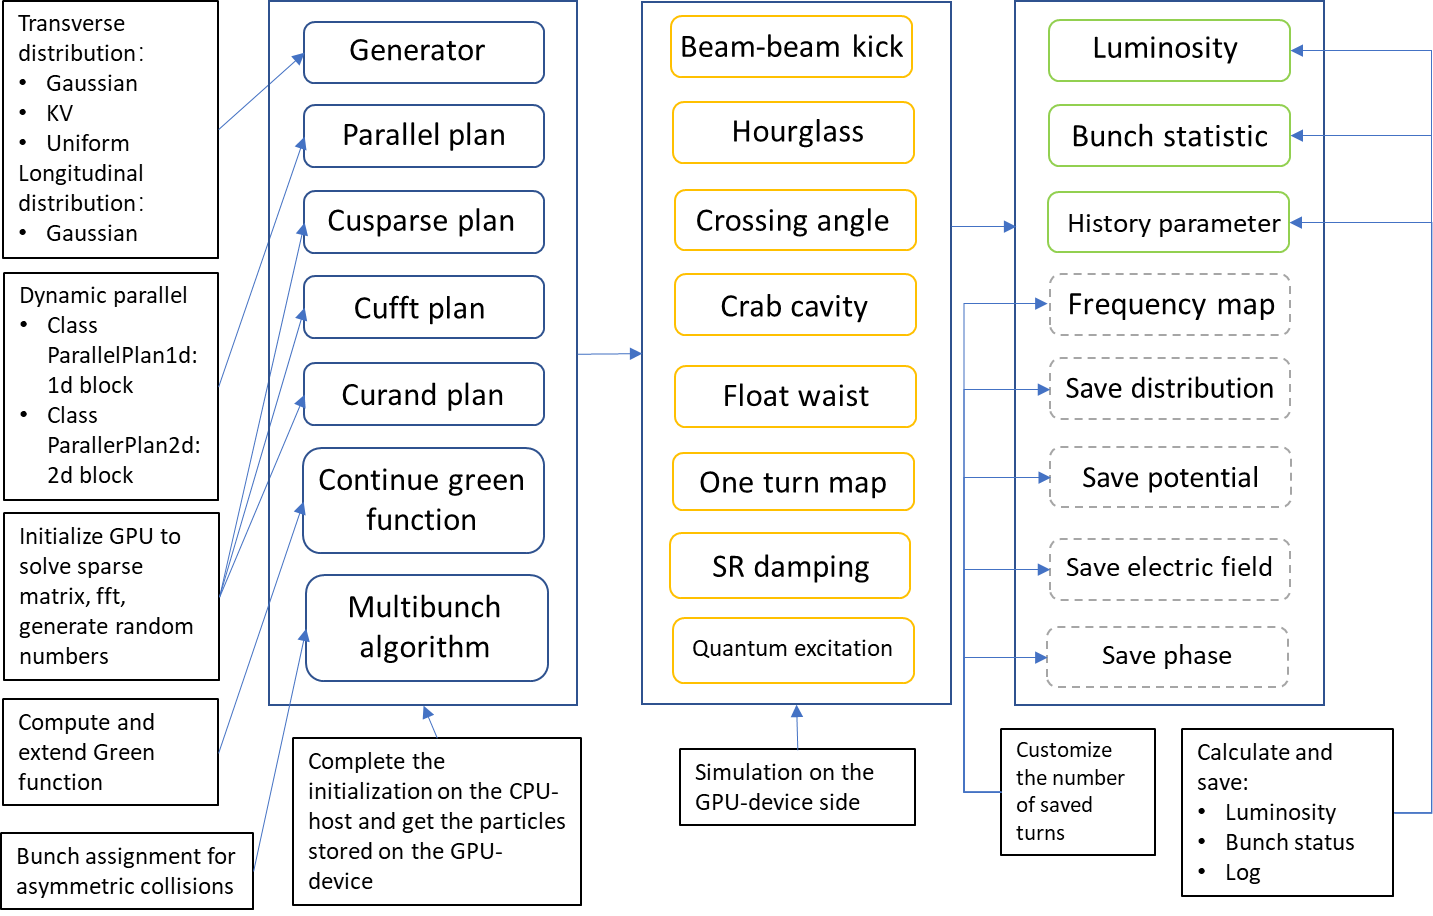 Transverse
distribution：
• Gaussian
• KV
• Uniform
Longitudinal
distribution：
• Gaussian
Dynamic parallel
• Class
ParallelPlan1d:
1d block
• Class
ParallerPlan2d:
2d block
Initialize GPU to
solve sparse
matrix, fft,
generate random
numbers
Compute and
extend Green
function
Bunch assignment for
asymmetric collisions
Generator
Parallel plan
Cusparse plan
Cufft plan
Curand plan
Continue green
function
Multibunch
algorithm
Complete the
initialization on the CPU-
host and get the particles
stored on the GPU-
device
Beam-beam kick
Hourglass
Crossing angle
Crab cavity
Float waist
One turn map
SR damping
Quantum excitation
Simulation on the
GPU-device side
Luminosity
Bunch statistic
History parameter
Frequency map
Save distribution
Save potential
Save electric field
Save phase
Customize
the number
of saved
turns
Calculate and
save:
• Luminosity
• Bunch status
• Log